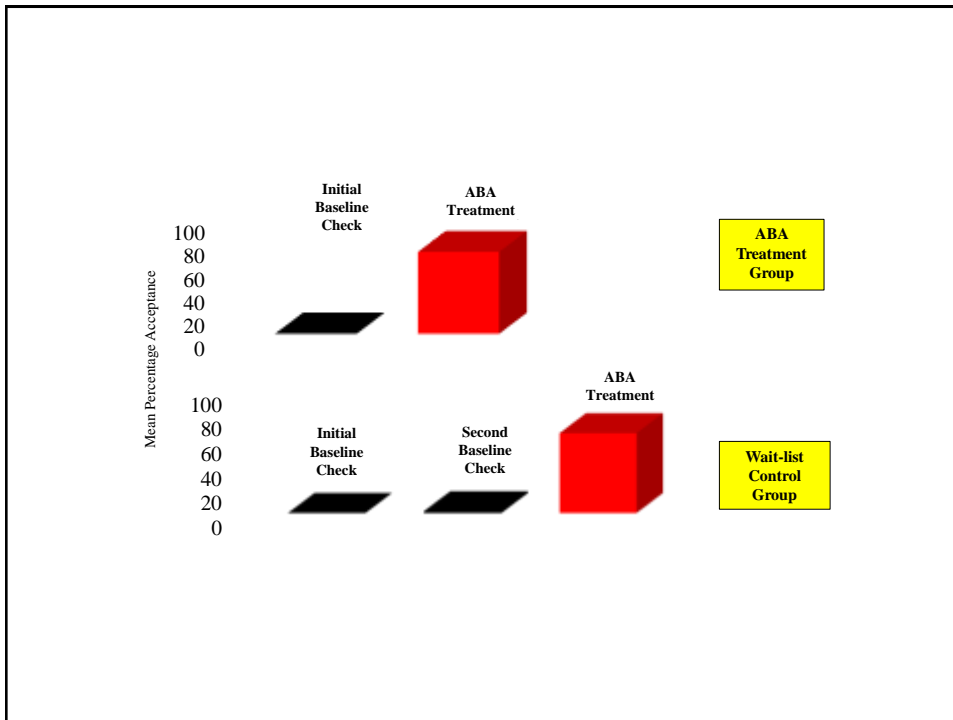 Initial
Baseline
Check
ABA
Treatment
100
80
60
40
20
0
ABA
Treatment
Group
Mean Percentage Acceptance
ABA
Treatment
100
80
60
40
20
0
Initial
Baseline
Check
Second
Baseline
Check
Wait-list
Control
Group